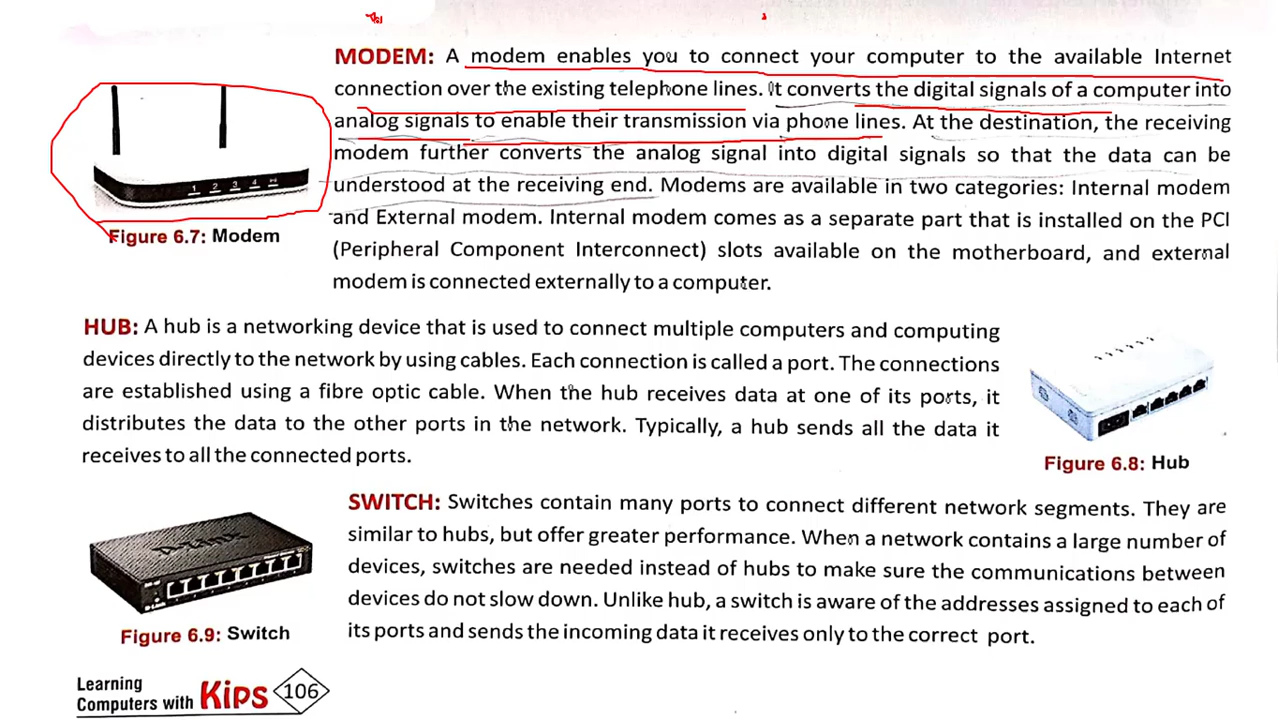 MODEM: A modem enables you to connect your computer to the available Internet
connection over the existing telephone lines. It converts the digital signals of a computer into
analog signals to enable their transmission via phone lines. At the destination, the receiving
modem further converts the analog signal into digital signals so that the data can be
understood at the receiving end. Modems are available in two categories: Internal modem
and External modem. Internal modem comes as a separate part that is installed on the PCI
(Peripheral Component Interconnect) slots available on the motherboard, and external
modem is connected externally to a computer.
1 2 3 4
Figure 6.7: Modem
HUB: A hub is a networking device that is used to connect multiple computers and computing
devices directly to the network by using cables. Each connection is called a port. The connections
are established using a fibre optic cable. When the hub receives data at one of its ports, it
distributes the data to the other ports in the network. Typically, a hub sends all the data it
receives to all the connected ports.
Figure 6.8: Hub
SWITCH: Switches contain many ports to connect different network segments. They are
similar to hubs, but offer greater performance. When a network contains a large number of
devices, switches are needed instead of hubs to make sure the communications between
devices do not slow down. Unlike hub, a switch is aware of the addresses assigned to each of
its ports and sends the incoming data it receives only to the correct port.
D-Link
Figure 6.9: Switch
Learning
Computers with Kips 106